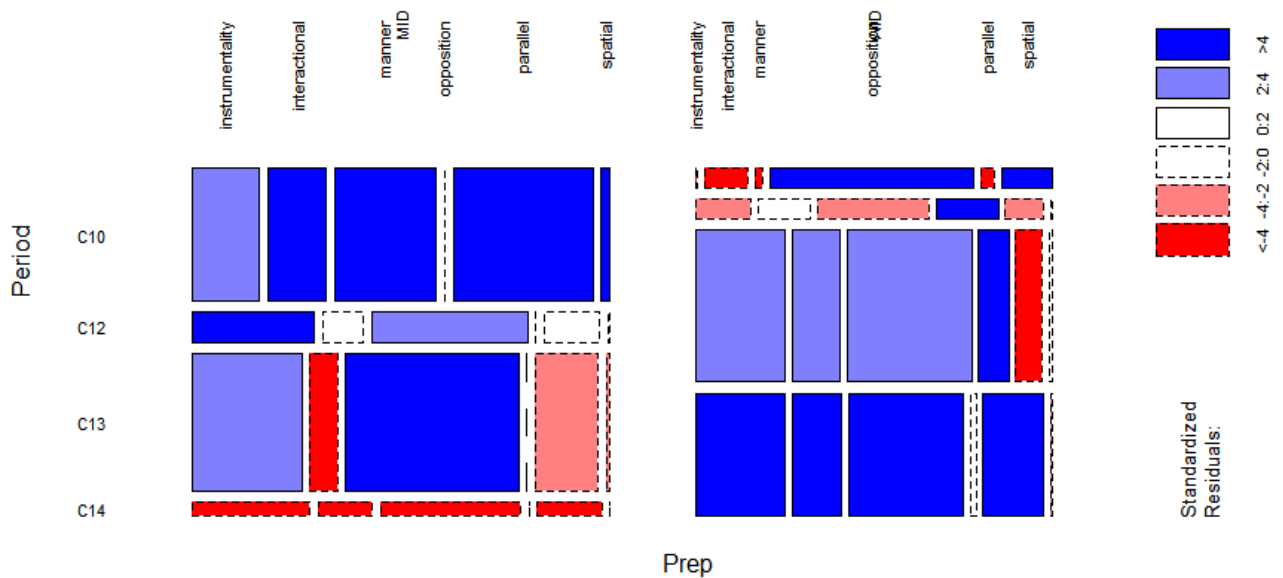 instrumentality
interactional
manner
MID
opposition
parallel
spatial
instrumentality
interactional
manner
opposition
parallel
spatial
>4
2:4
0:2
-2:0
-4:-2
<-4
Standardized
Residuals:
Period
C10
C12
C13
C14
Prep